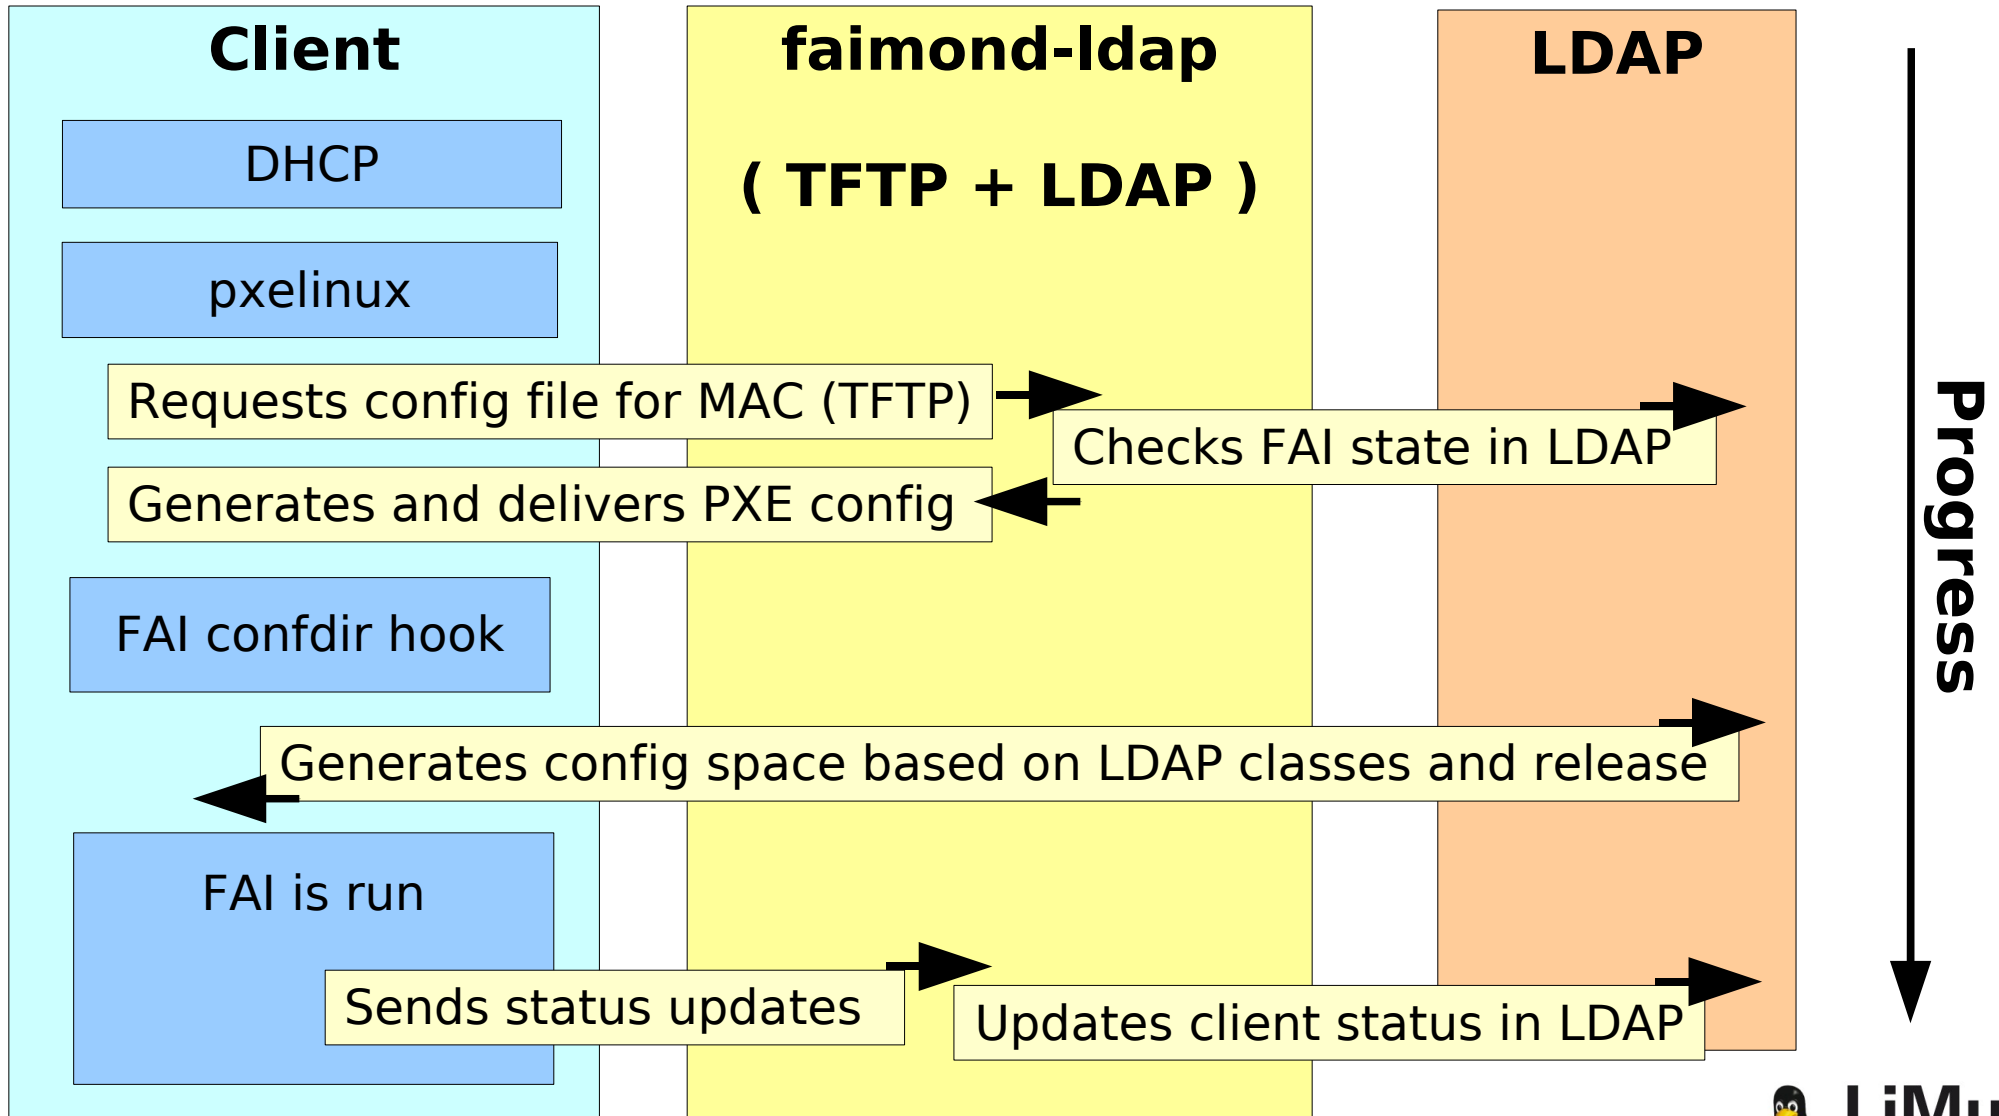 Client
faimond-ldap
( TFTP + LDAP )
LDAP
DHCP
pxelinux
Requests config file for MAC (TFTP)
Checks FAI state in LDAP
Generates and delivers PXE config
FAI confdir hook
Generates config space based on LDAP classes and release
FAI is run
Sends status updates
Updates client status in LDAP
Progress